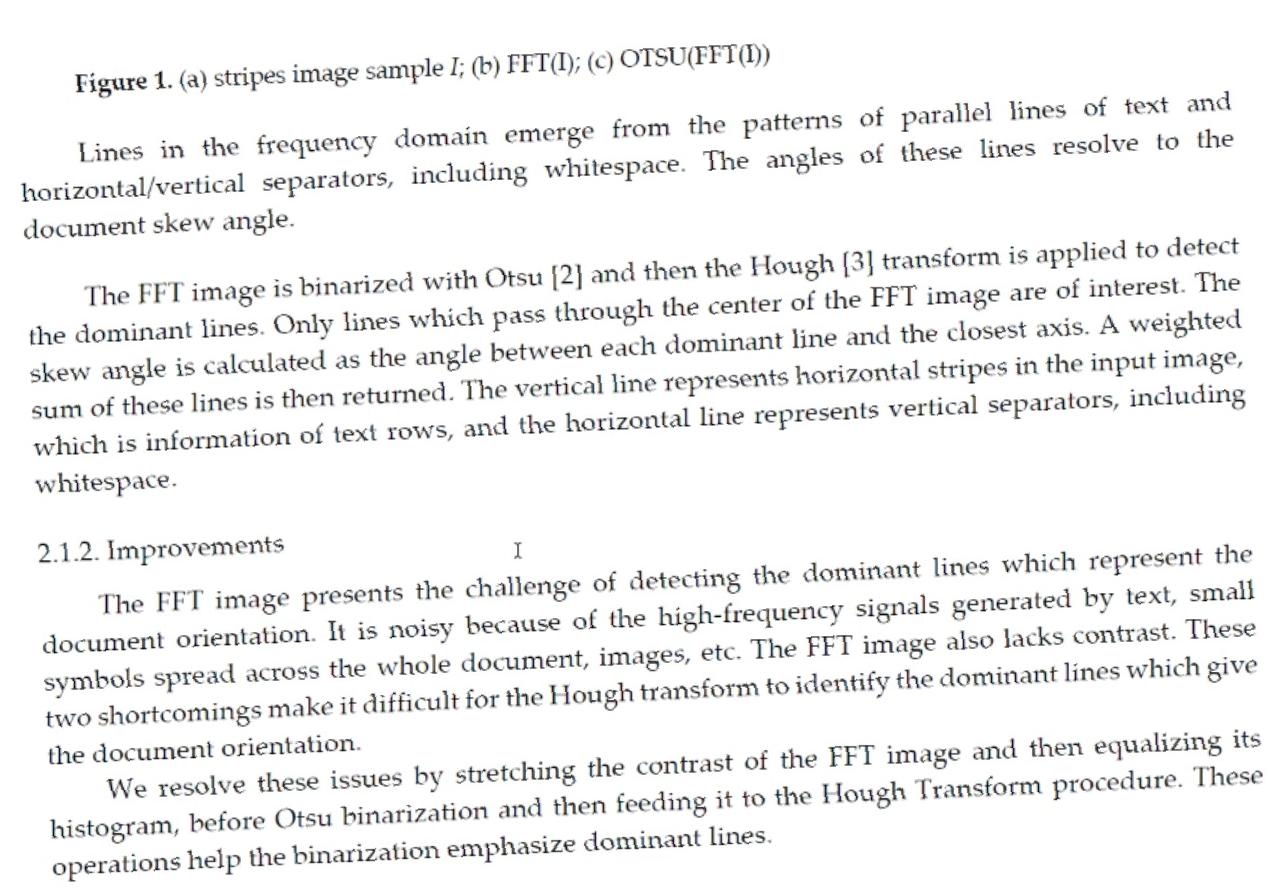 Figure 1. (a) stripes image sample I; (b) FFT(I); (c) OTSU(FFT(I))
Lines in the frequency domain emerge from the patterns of parallel lines of text and
horizontal/vertical separators, including whitespace. The angles of these lines resolve to the
document skew angle.
The FFT image is binarized with Otsu [2] and then the Hough [3] transform is applied to detect
the dominant lines. Only lines which pass through the center of the FFT image are of interest. The
skew angle is calculated as the angle between each dominant line and the closest axis. A weighted
sum of these lines is then returned. The vertical line represents horizontal stripes in the input image,
which is information of text rows, and the horizontal line represents vertical separators, including
whitespace.
2.1.2. Improvements
The FFT image presents the challenge of detecting the dominant lines which represent the
document orientation. It is noisy because of the high-frequency signals generated by text, small
symbols spread across the whole document, images, etc. The FFT image also lacks contrast. These
two shortcomings make it difficult for the Hough transform to identify the dominant lines which give
the document orientation.
We resolve these issues by stretching the contrast of the FFT image and then equalizing its
histogram, before Otsu binarization and then feeding it to the Hough Transform procedure. These
operations help the binarization emphasize dominant lines.